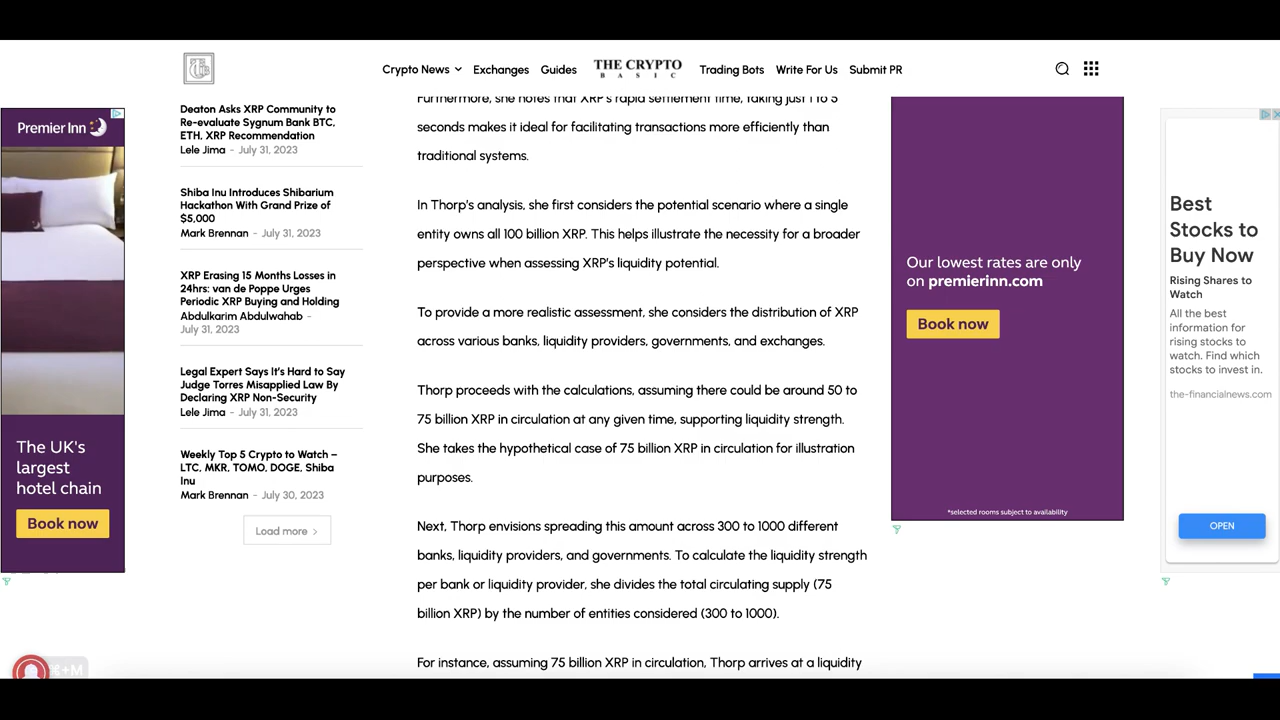 Crypto News
Exchanges
Guides
THE CRYPTO
BASIC
Trading Bots
Write For Us
Submit PR
Premier Inn
The UK's
largest
hotel chain
Book now
Deaton Asks XRP Community to
Re-evaluate Sygnum Bank BTC,
ETH, XRP Recommendation
Lele Jima - July 31, 2023
Shiba Inu Introduces Shibarium
Hackathon With Grand Prize of
$5,000
Mark Brennan - July 31, 2023
XRP Erasing 15 Months Losses in
24hrs: van de Poppe Urges
Periodic XRP Buying and Holding
Abdulkarim Abdulwahab -
July 31, 2023
Legal Expert Says It's Hard to Say
Judge Torres Misapplied Law By
Declaring XRP Non-Security
Lele Jima - July 31, 2023
Weekly Top 5 Crypto to Watch –
LTC, MKR, TOMO, DOGE, Shiba
Inu
Mark Brennan - July 30, 2023
Load more
Furthermore, she notes that XRP's rapid settlement time, taking just 1 to 5
seconds makes it ideal for facilitating transactions more efficiently than
traditional systems.
In Thorp's analysis, she first considers the potential scenario where a single
entity owns all 100 billion XRP. This helps illustrate the necessity for a broader
perspective when assessing XRP's liquidity potential.
To provide a more realistic assessment, she considers the distribution of XRP
across various banks, liquidity providers, governments, and exchanges.
Thorp proceeds with the calculations, assuming there could be around 50 to
75 billion XRP in circulation at any given time, supporting liquidity strength.
She takes the hypothetical case of 75 billion XRP in circulation for illustration
purposes.
Next, Thorp envisions spreading this amount across 300 to 1000 different
banks, liquidity providers, and governments. To calculate the liquidity strength
per bank or liquidity provider, she divides the total circulating supply (75
billion XRP) by the number of entities considered (300 to 1000).
For instance, assuming 75 billion XRP in circulation, Thorp arrives at a liquidity
Our lowest rates are only
on premierinn.com
Book now
*selected rooms subject to availability
Best
Stocks to
Buy Now
Rising Shares to
Watch
All the best
information for
rising stocks to
watch. Find which
stocks to invest in.
the-financialnews.com
OPEN
⌘+M